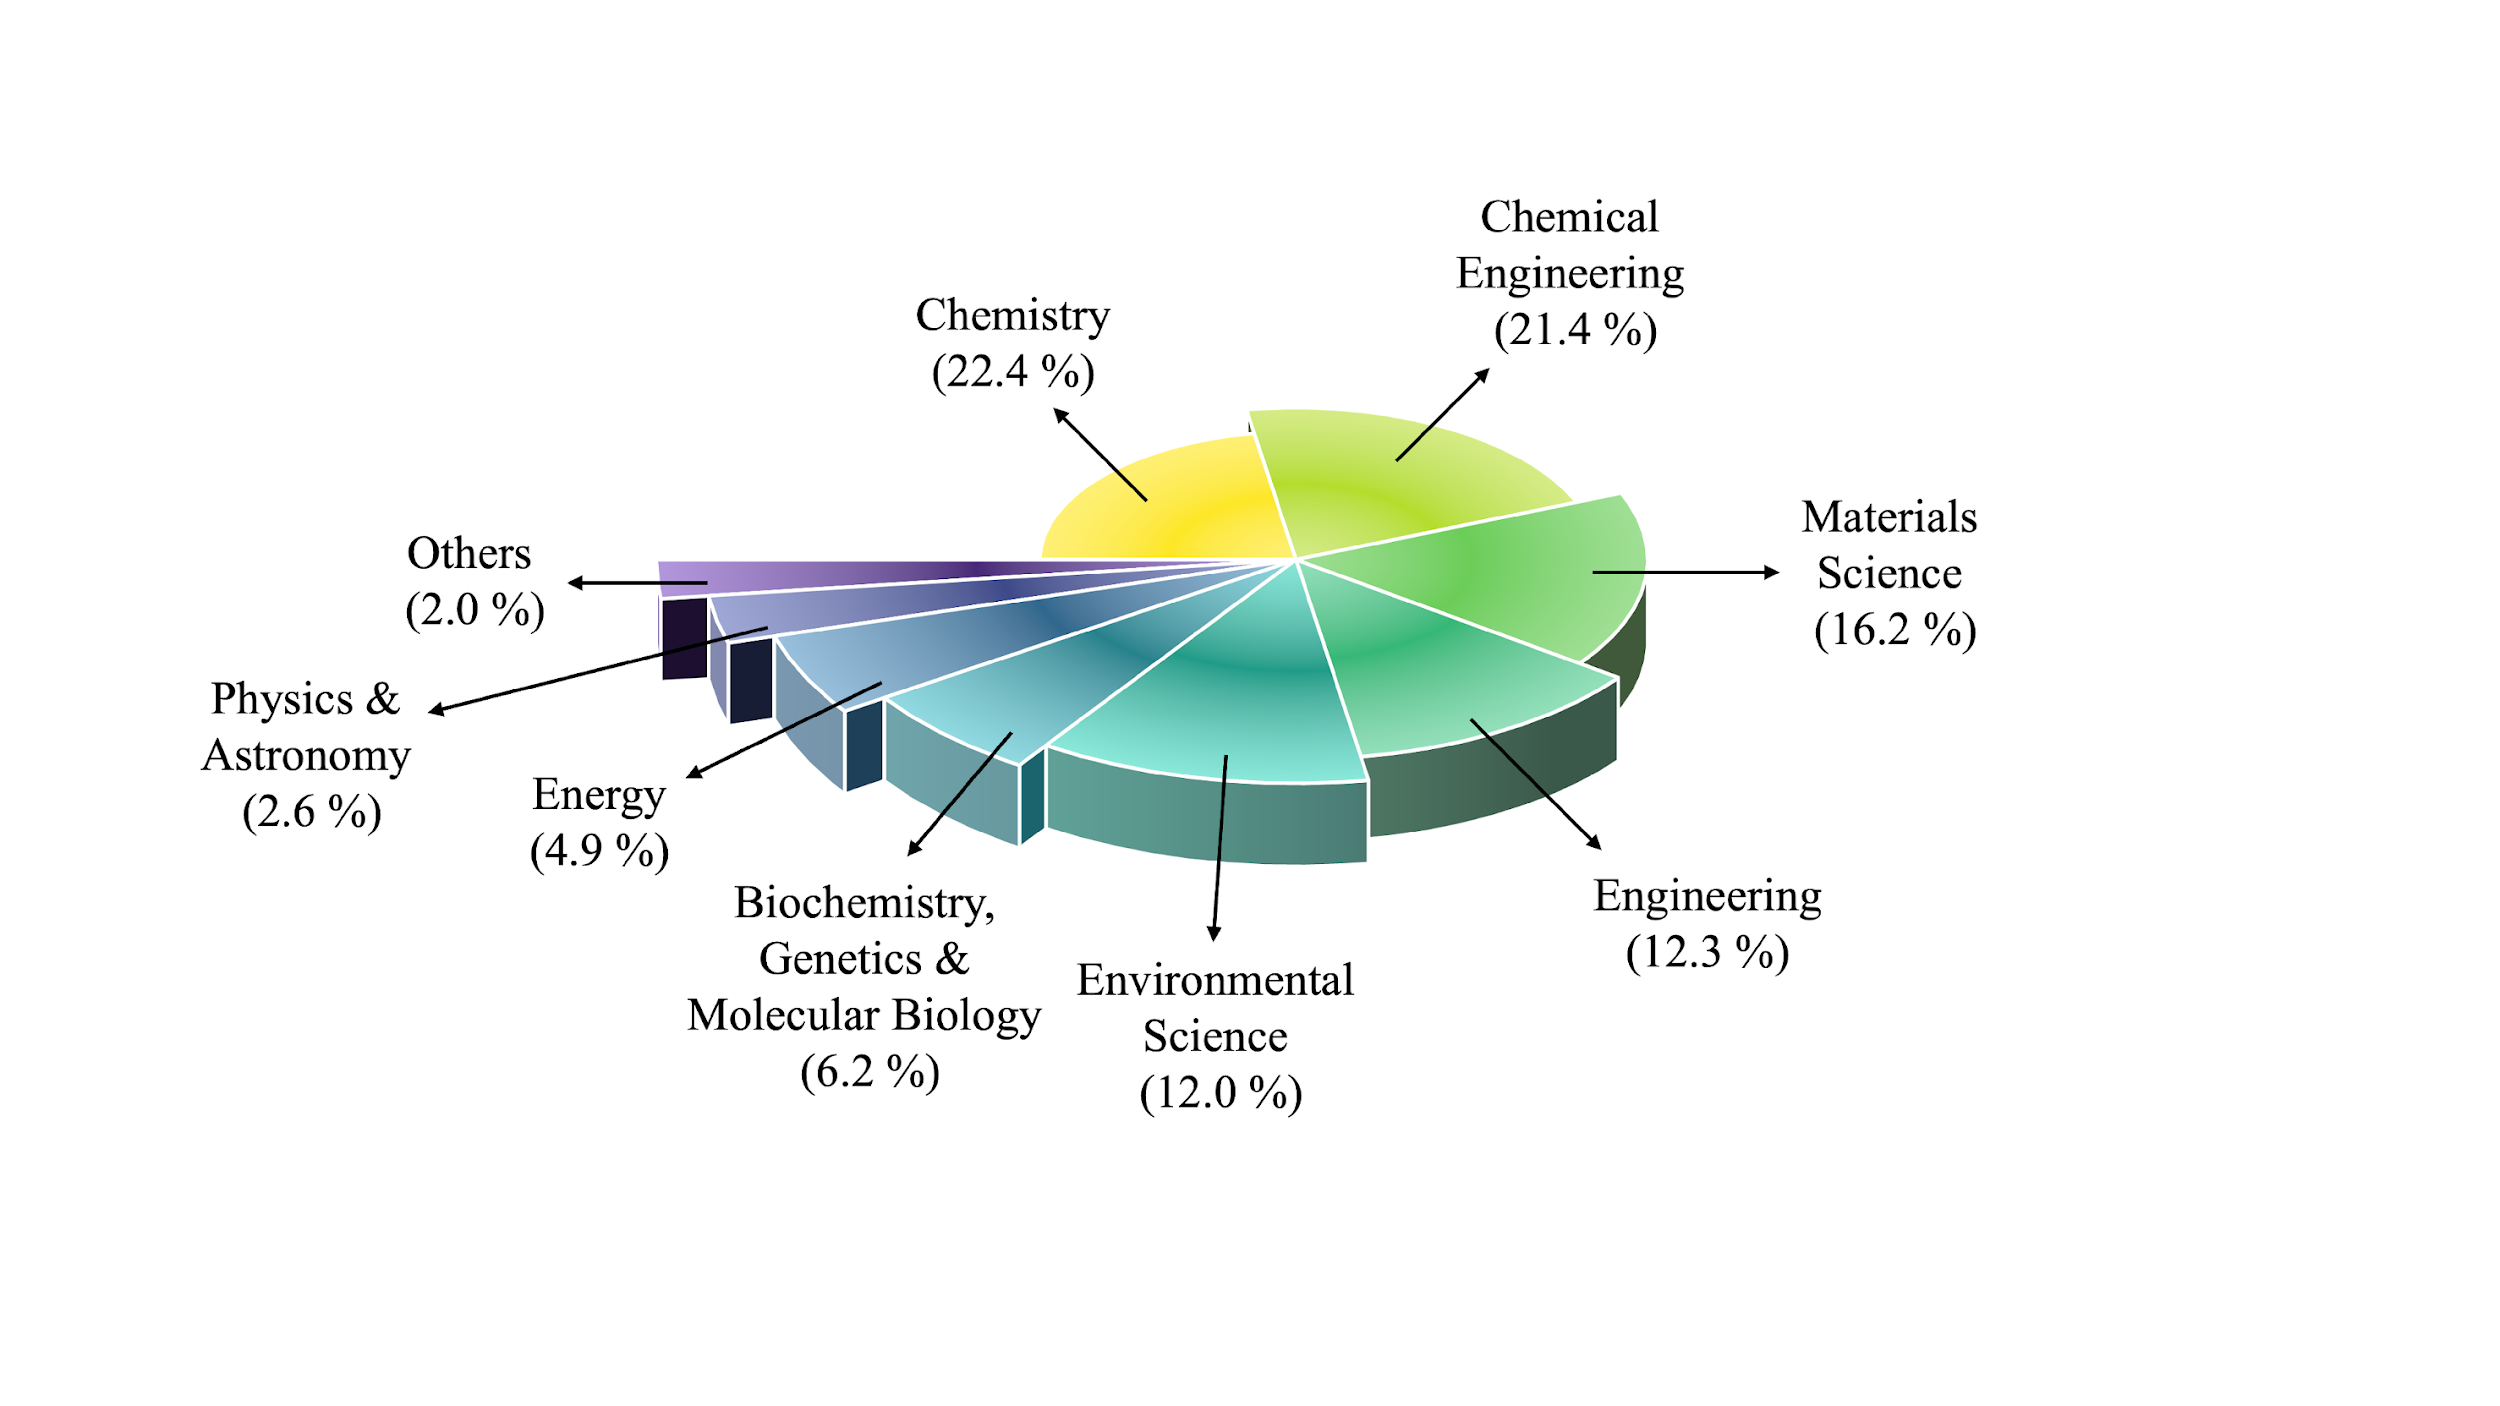 Chemical
Engineering
(21.4 %)
Chemistry
(22.4 %)
Materials
Science
(16.2 %)
Others
(2.0 %)
Physics &
Astronomy
(2.6 %)
Energy
(4.9 %)
Biochemistry,
Genetics &
Molecular Biology
(6.2 %)
Environmental
Science
(12.0 %)
Engineering
(12.3 %)